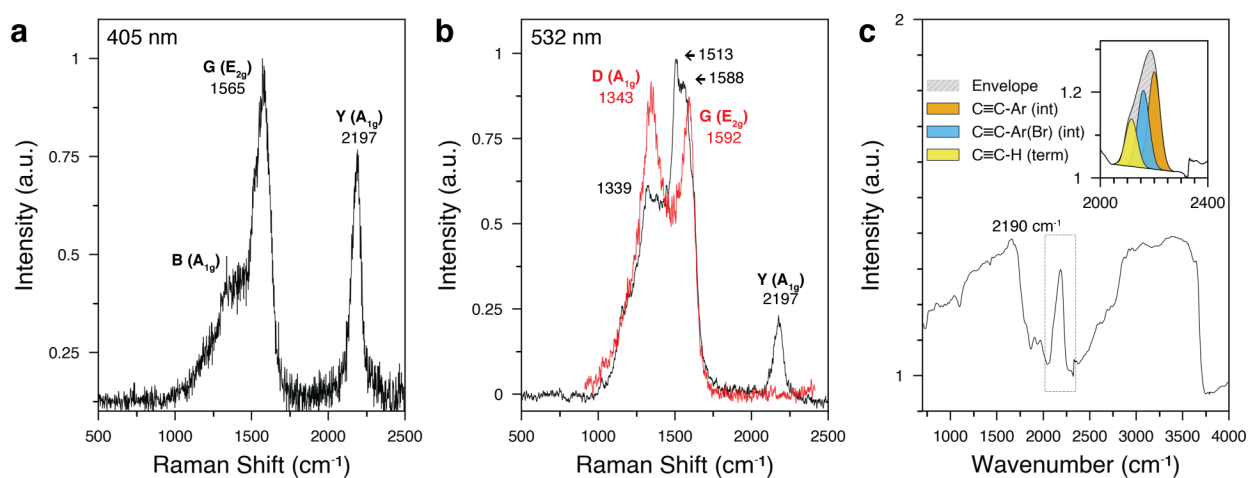 a
405 nm
G (E2g)
1565
Y (A1g)
2197
B (A1g)
1
0.75
0.5
0.25
Intensity (a.u.)
500 1000 1500 2000 2500
Raman Shift (cm-1)
b
532 nm
1513
1588
D (A1g)
1343
G (E2g)
1592
1339
Y (A1g)
2197
1
0.75
0.5
0.25
0
Intensity (a.u.)
500 1000 1500 2000 2500
Raman Shift (cm-1)
c
2
1
Intensity (a.u.)
Envelope
C≡C-Ar (int)
C≡C-Ar(Br) (int)
C≡C-H (term)
1.2
1
2000 2400
2190 cm-1
1000 1500 2000 2500 3000 3500 4000
Wavenumber (cm-1)